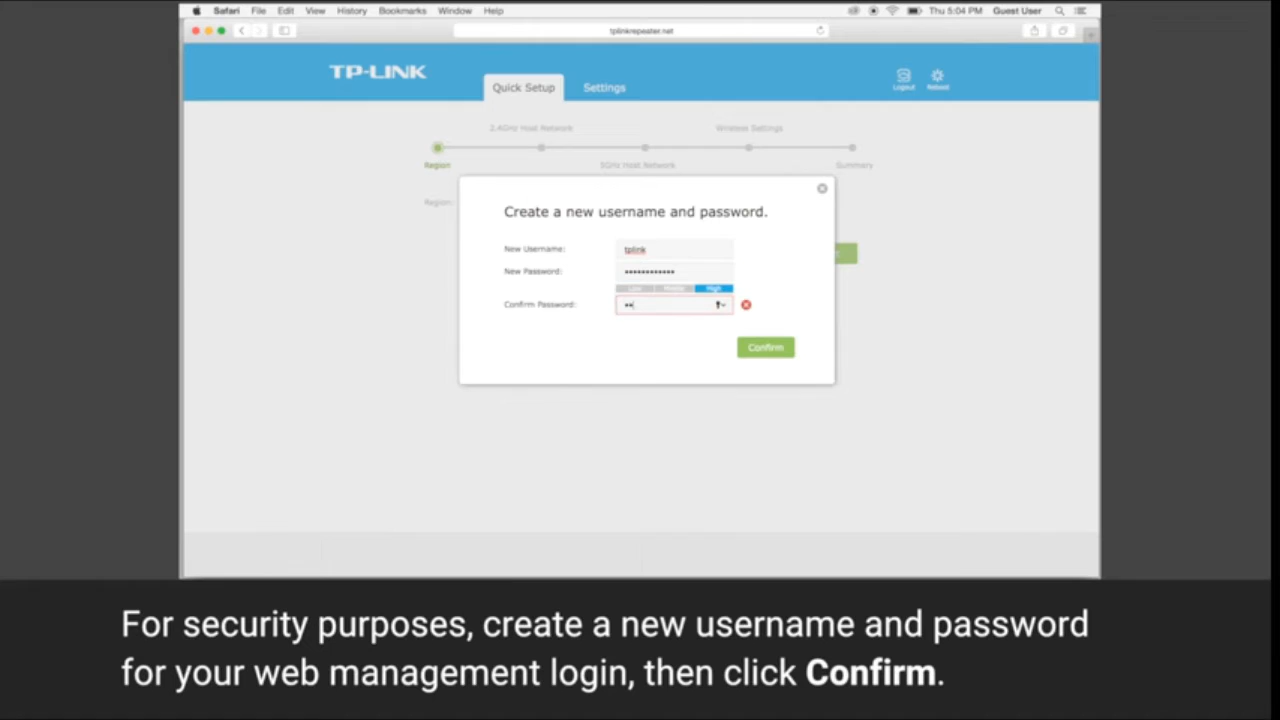 Safari File Edit View History Bookmarks Window Help Thu 5:04 PM Guest User
tplinkrepeater.net
TP-LINK Quick Setup Settings Logout Reboot
2.4GHz Host Network Wireless Settings
Region 5GHz Host Network Summary
Region:
Create a new username and password.
New Username: tplink
New Password: ••••••••••••
Low Middle High
Confirm Password: ••
Confirm
For security purposes, create a new username and password
for your web management login, then click Confirm.